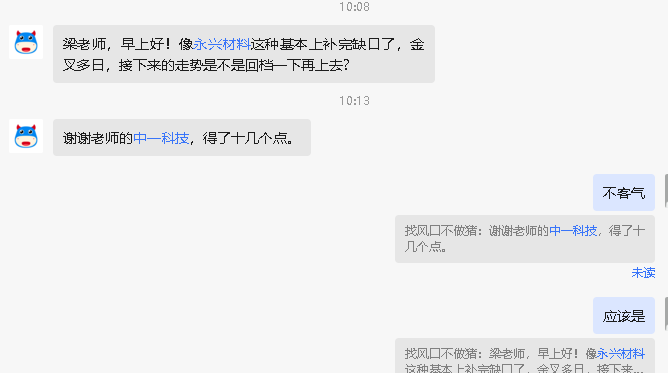 10:08
梁老师，早上好！像永兴材料这种基本上补完缺口了，金
叉多日，接下来的走势是不是回档一下再上去？
10:13
谢谢老师的中一科技，得了十几个点。
不客气
找风口不做猪：谢谢老师的中一科技，得了十
几个点。
未读
应该是
找风口不做猪：梁老师，早上好！像永兴材料
这种基本上补完缺口了，金叉多日，接下来...